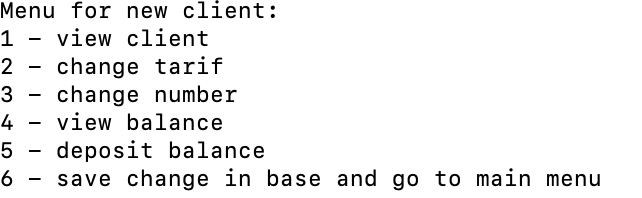 Menu for new client:
1 – view client
2 – change tarif
3 – change number
4 – view balance
5 – deposit balance
6 – save change in base and go to main menu